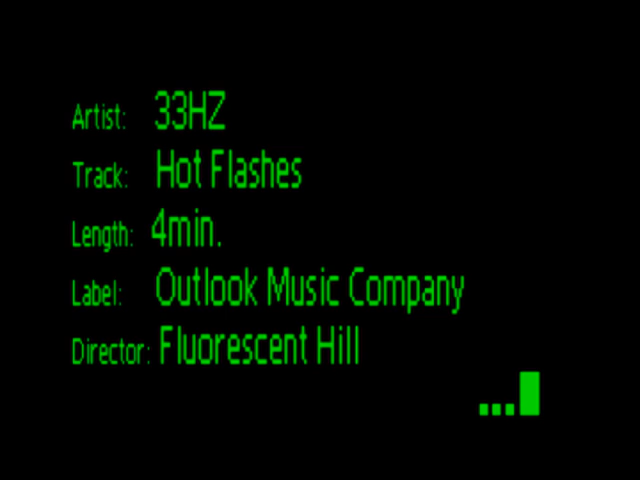 Artist: 33HZ
Track: Hot Flashes
Length: 4min.
Label: Outlook Music Company
Director: Fluorescent Hill
...